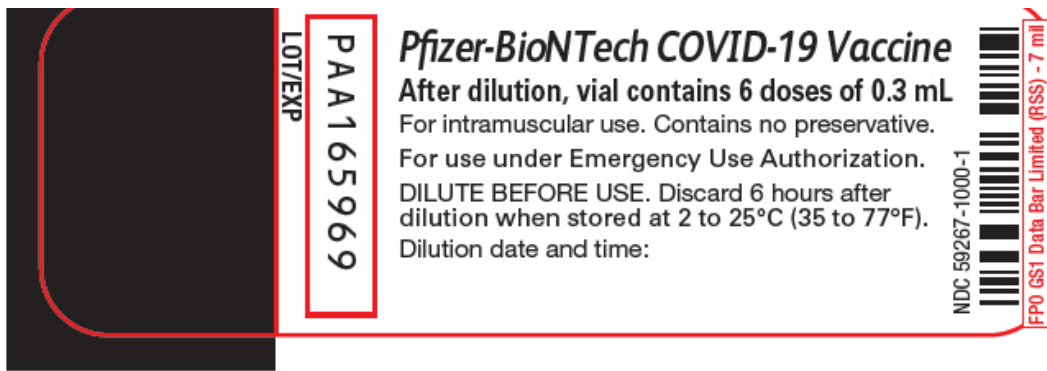 LOT/EXP
PAA165969
Pfizer-BioNTech COVID-19 Vaccine
After dilution, vial contains 6 doses of 0.3 mL
For intramuscular use. Contains no preservative.
For use under Emergency Use Authorization.
DILUTE BEFORE USE. Discard 6 hours after
dilution when stored at 2 to 25°C (35 to 77°F).
Dilution date and time:
NDC 59267-1000-1
FPO GS1 Data Bar Limited (RSS) - 7 mil